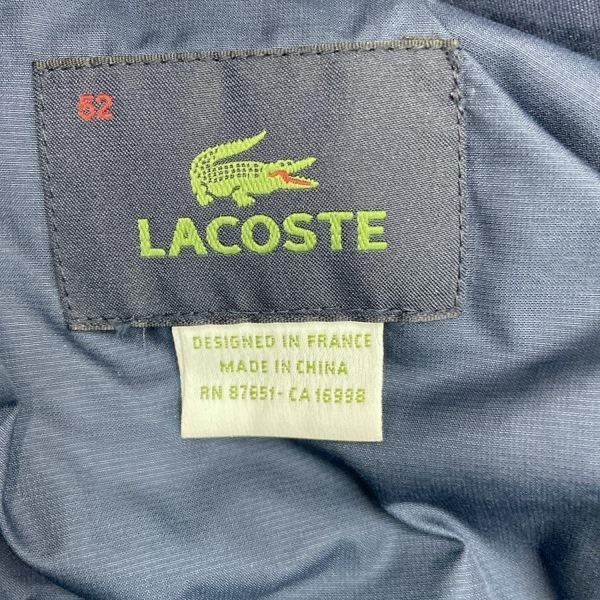 52
LACOSTE
DESIGNED IN FRANCE
MADE IN CHINA
RN 87651 - CA 16998